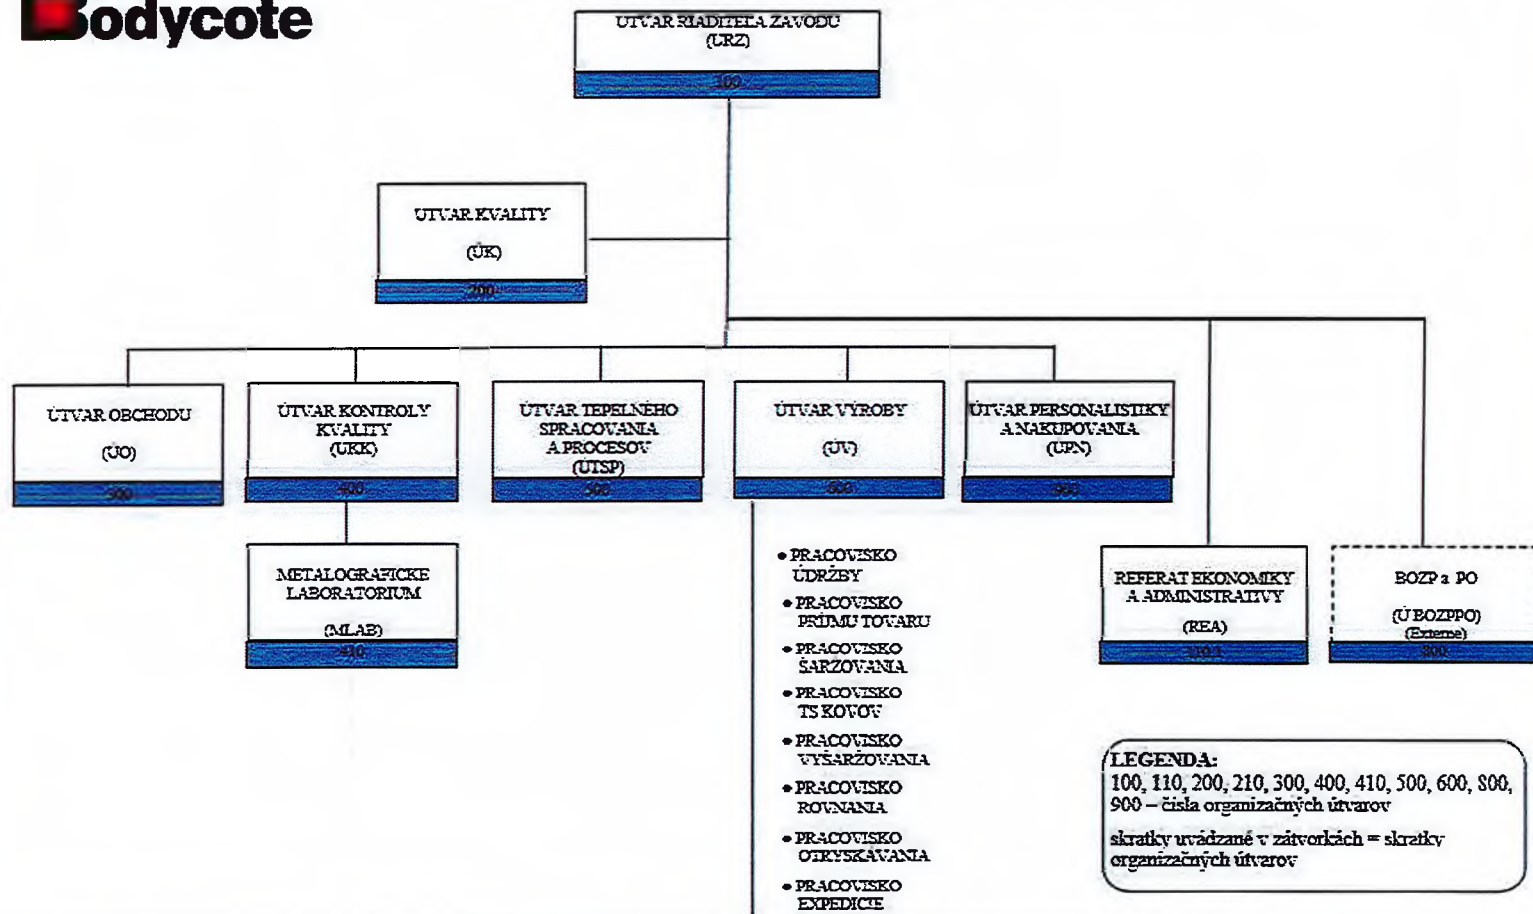 Bodycote
ÚTVAR RIADITEĽA ZÁVODU
(ÚRZ)
100
ÚTVAR KVALITY
(ÚK)
200
ÚTVAR OBCHODU
(ÚO)
300
ÚTVAR KONTROLY
KVALITY
(ÚKK)
400
ÚTVAR TEPELNÉHO
SPRACOVANIA
A PROCESOV
(ÚTSP)
500
ÚTVAR VÝROBY
(ÚV)
600
ÚTVAR PERSONALISTIKY
A NAKUPOVANIA
(ÚPN)
900
METALOGRAFICKÉ
LABORATÓRIUM
(MLAB)
410
• PRACOVISKO
ÚDRŽBY
• PRACOVISKO
PRÍJMU TOVARU
• PRACOVISKO
ŠARŽOVANIA
• PRACOVISKO
TS KOVOV
• PRACOVISKO
VYŠARŽOVANIA
• PRACOVISKO
ROVNANIA
• PRACOVISKO
OTRYSKÁVANIA
• PRACOVISKO
EXPEDÍCIE
REFERÁT EKONOMIKY
A ADMINISTRATÍVY
(REA)
BOZP a PO
(Ú BOZPPO)
(Externe)
800
LEGENDA:
100, 110, 200, 210, 300, 400, 410, 500, 600, 800,
900 – čísla organizačných útvarov
skratky uvádzané v zátvorkách = skratky
organizačných útvarov